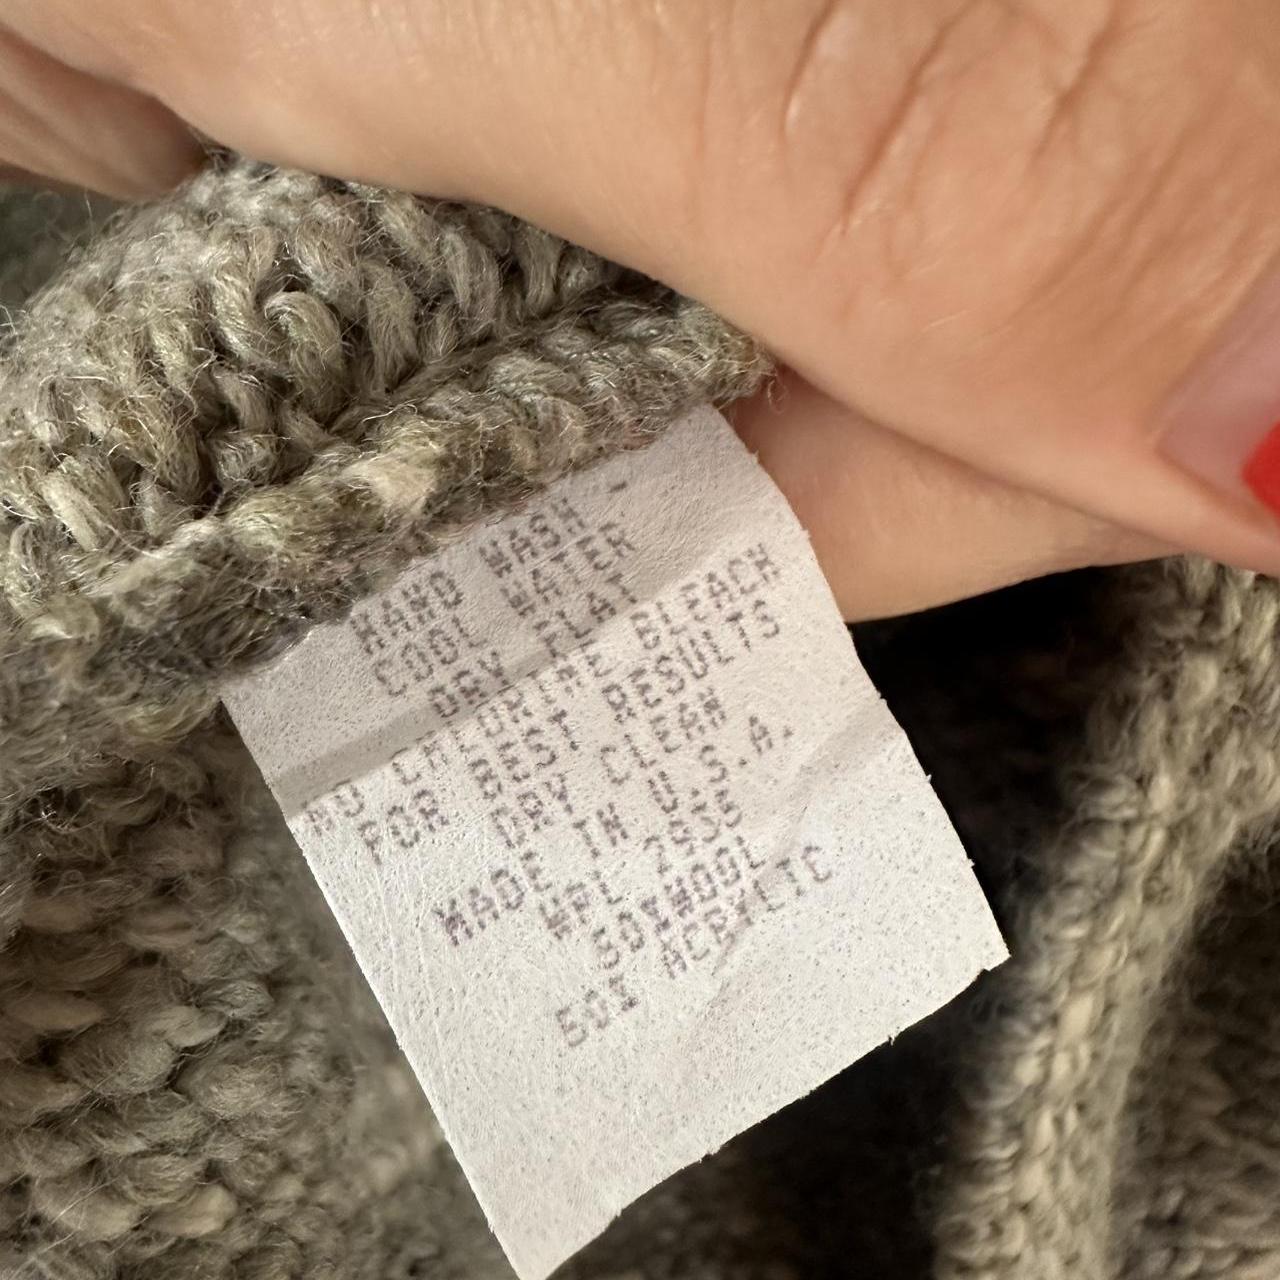 HAND WASH -
COOL WATER
DRY FLAT
NO CHLORINE BLEACH
FOR BEST RESULTS
DRY CLEAN
MADE IN U.S.A.
WPL
50%WOOL
50% ACRYLIC